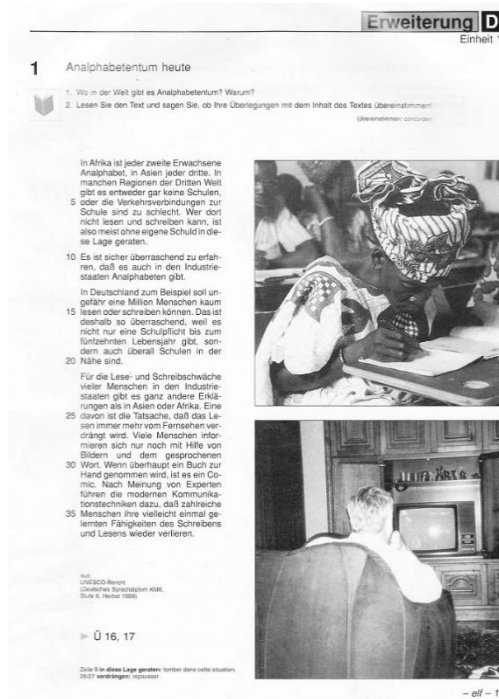 Erweiterung D
Einheit 1
1 Analphabetentum heute
1. Wo in der Welt gibt es Analphabetentum? Warum?
2. Lesen Sie den Text und sagen Sie, ob Ihre Überlegungen mit dem Inhalt des Textes übereinstimmen!
(übereinstimmen: concorder)
In Afrika ist jeder zweite Erwachsene
Analphabet, in Asien jeder dritte. In
manchen Regionen der Dritten Welt
gibt es entweder gar keine Schulen,
5 oder die Verkehrsverbindungen zur
Schule sind zu schlecht. Wer dort
nicht lesen und schreiben kann, ist
also meist ohne eigene Schuld in die-
se Lage geraten.
10 Es ist sicher überraschend zu erfah-
ren, daß es auch in den Industrie-
staaten Analphabeten gibt.
In Deutschland zum Beispiel soll un-
gefähr eine Million Menschen kaum
15 lesen oder schreiben können. Das ist
deshalb so überraschend, weil es
nicht nur eine Schulpflicht bis zum
fünfzehnten Lebensjahr gibt, son-
dern auch überall Schulen in der
20 Nähe sind.
Für die Lese- und Schreibschwäche
vieler Menschen in den Industrie-
staaten gibt es ganz andere Erklä-
rungen als in Asien oder Afrika. Eine
25 davon ist die Tatsache, daß das Le-
sen immer mehr vom Fernsehen ver-
drängt wird. Viele Menschen infor-
mieren sich nur noch mit Hilfe von
Bildern und dem gesprochenen
30 Wort. Wenn überhaupt ein Buch zur
Hand genommen wird, ist es ein Co-
mic. Nach Meinung von Experten
führen die modernen Kommunika-
tionstechniken dazu, daß zahlreiche
35 Menschen ihre vielleicht einmal ge-
lernten Fähigkeiten des Schreibens
und Lesens wieder verlieren.
aus:
UNESCO-Bericht
(Deutsches Sprachdiplom KMK,
Stufe II, Herbst 1993)
Ü 16, 17
Zeile 9 in diese Lage geraten: tomber dans cette situation;
26/27 verdrängen: repousser
– elf – 1